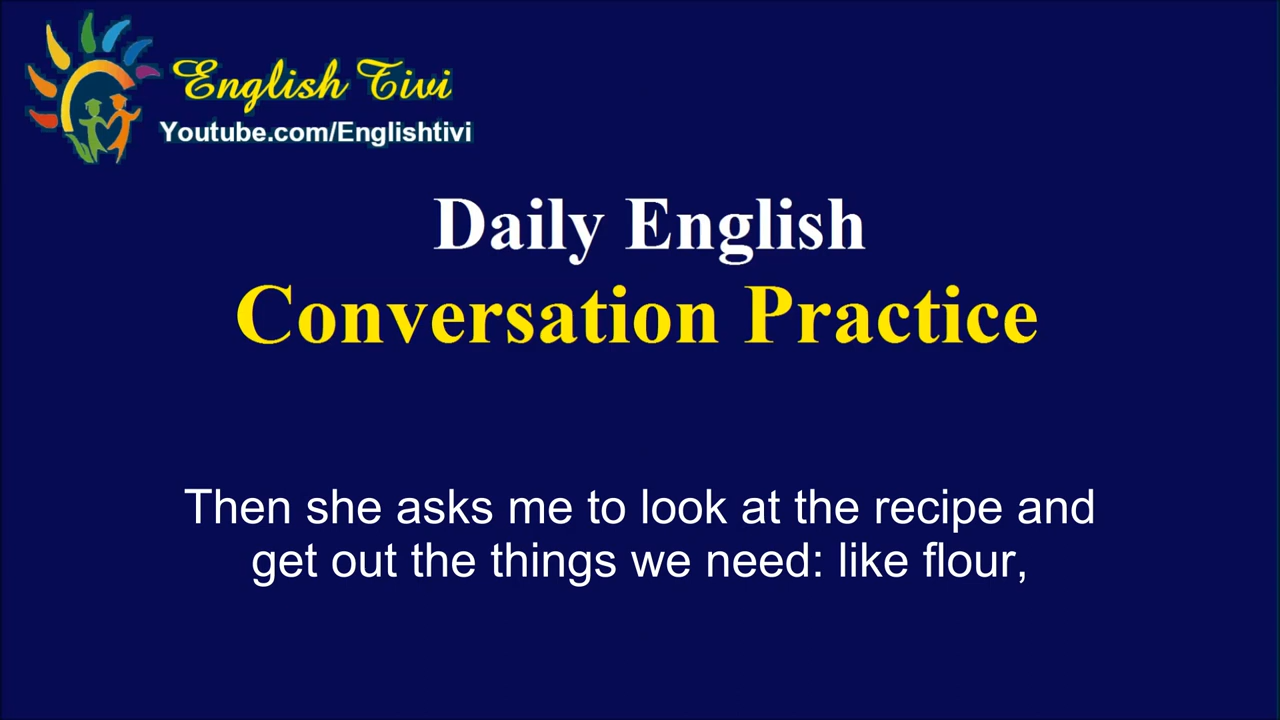 English Tivi
Youtube.com/Englishtivi
Daily English
Conversation Practice
Then she asks me to look at the recipe and
get out the things we need: like flour,